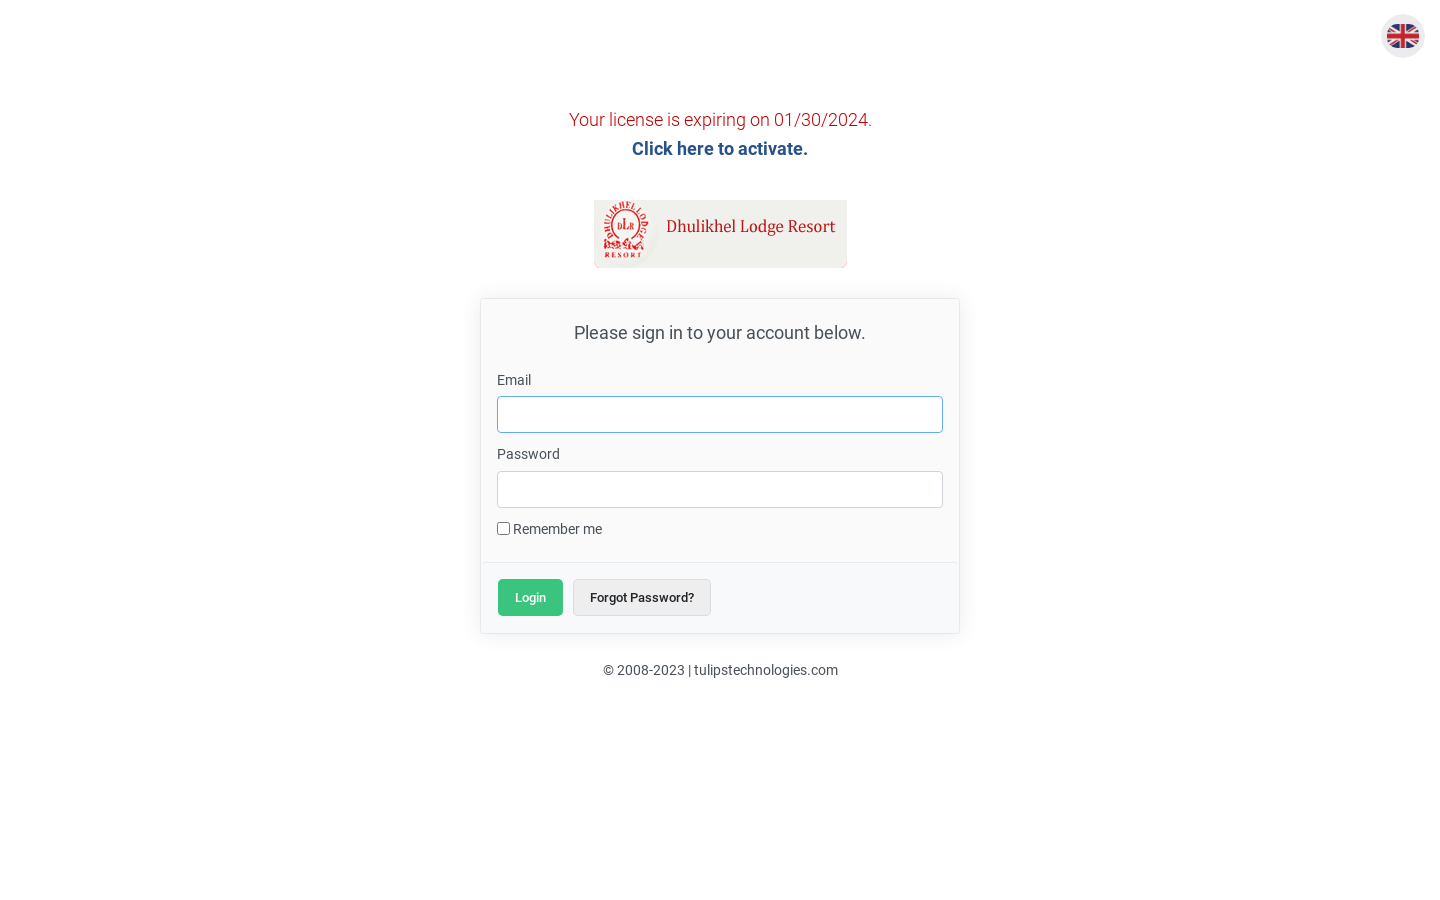 Your license is expiring on 01/30/2024.
Click here to activate.
DHULIKHEL LODGE
DLR
RESORT
Dhulikhel Lodge Resort
Please sign in to your account below.
Email
Password
Remember me
Login
Forgot Password?
© 2008-2023 | tulipstechnologies.com